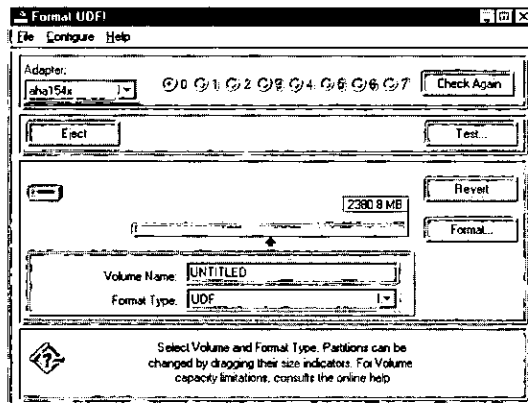 Format UDF!
File Configure Help
Adapter:
aha154x
0 1 2 3 4 5 6 7
Check Again
Eject
Test...
Revert
2380.8 MB
Format...
Volume Name: UNTITLED
Format Type: UDF
Select Volume and Format Type. Partitions can be
changed by dragging their size indicators. For Volume
capacity limitations, consults the online help